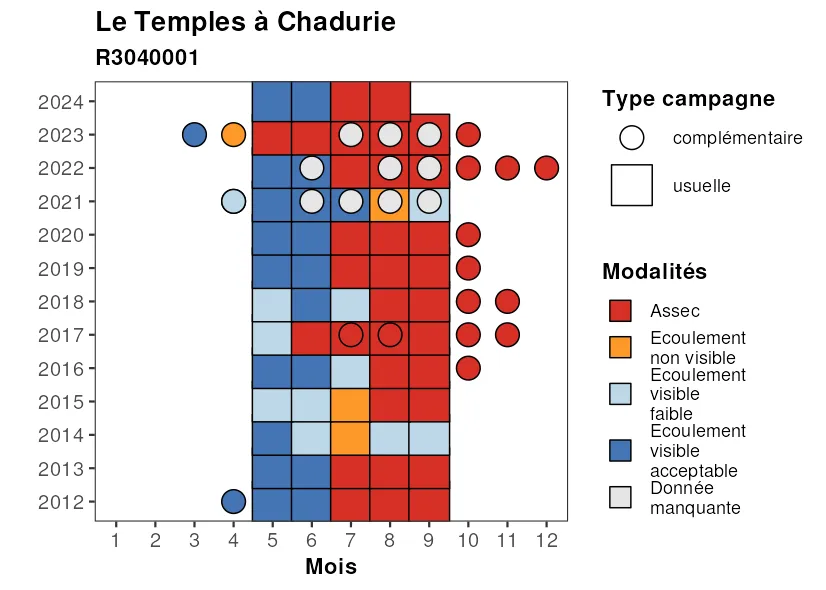 Le Temples à Chadurie
R3040001
2024
2023
2022
2021
2020
2019
2018
2017
2016
2015
2014
2013
2012
1 2 3 4 5 6 7 8 9 10 11 12
Mois
Type campagne
complémentaire
usuelle
Modalités
Assec
Ecoulement
non visible
Ecoulement
visible
faible
Ecoulement
visible
acceptable
Donnée
manquante